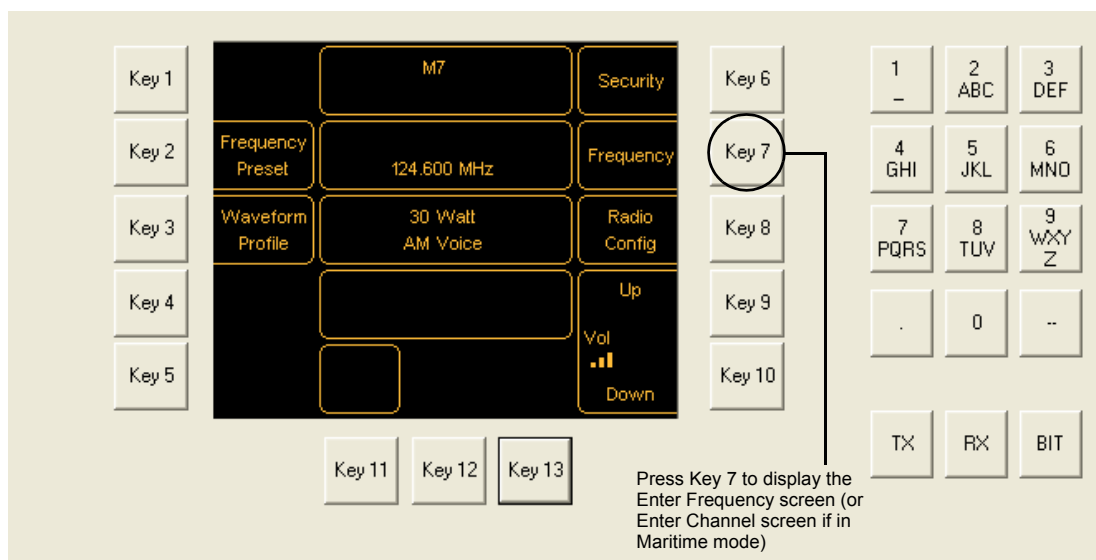 Key 1
Key 2
Key 3
Key 4
Key 5
M7
Security
Frequency
Preset
124.600 MHz
Frequency
Waveform
Profile
30 Watt
AM Voice
Radio
Config
Up
Vol
Down
Key 6
Key 7
Key 8
Key 9
Key 10
Key 11
Key 12
Key 13
1
_
2
ABC
3
DEF
4
GHI
5
JKL
6
MNO
7
PQRS
8
TUV
9
WXY
Z
.
0
--
TX
RX
BIT
Press Key 7 to display the
Enter Frequency screen (or
Enter Channel screen if in
Maritime mode)